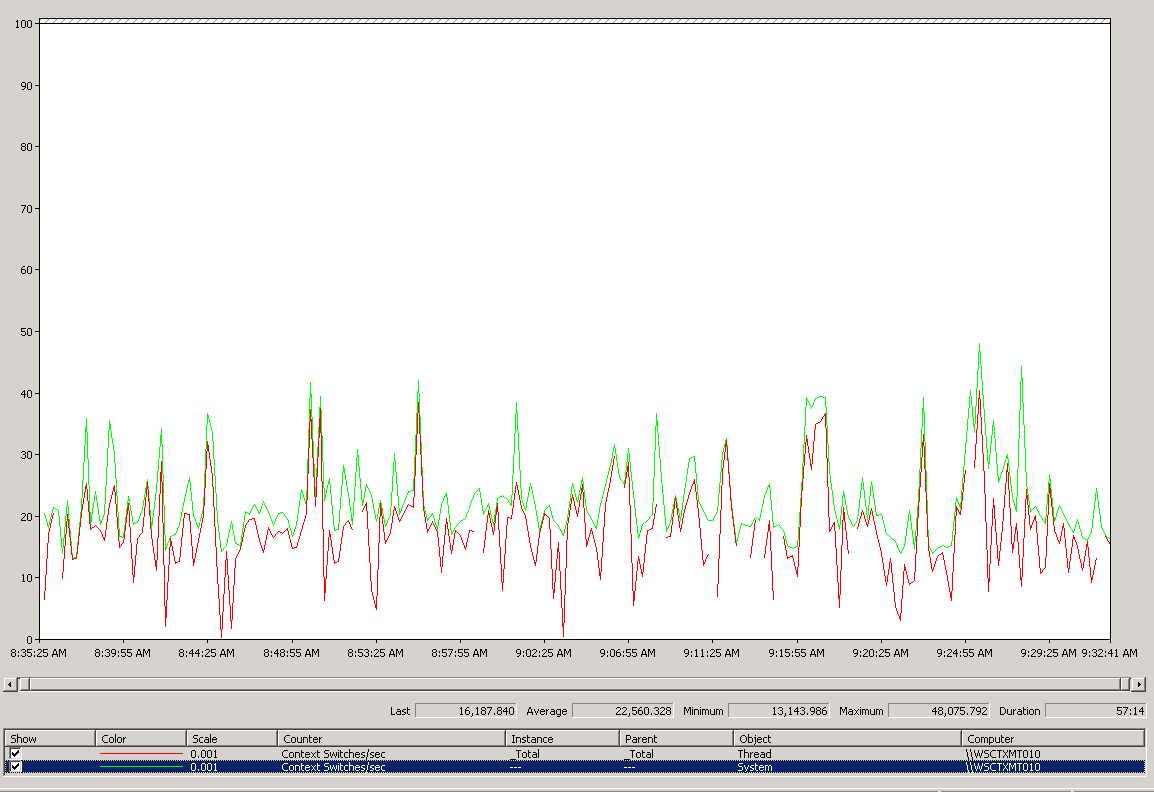 100
90
80
70
60
50
40
30
20
10
0
8:35:25 AM 8:39:55 AM 8:44:25 AM 8:48:55 AM 8:53:25 AM 8:57:55 AM 9:02:25 AM 9:06:55 AM 9:11:25 AM 9:15:55 AM 9:20:25 AM 9:24:55 AM 9:29:25 AM 9:32:41 AM
Last 16,187.840 Average 22,560.328 Minimum 13,143.986 Maximum 48,075.792 Duration 57:14
Show Color Scale Counter Instance Parent Object Computer
0.001 Context Switches/sec _Total _Total Thread \\WSCTXMT010
0.001 Context Switches/sec --- --- System \\WSCTXMT010